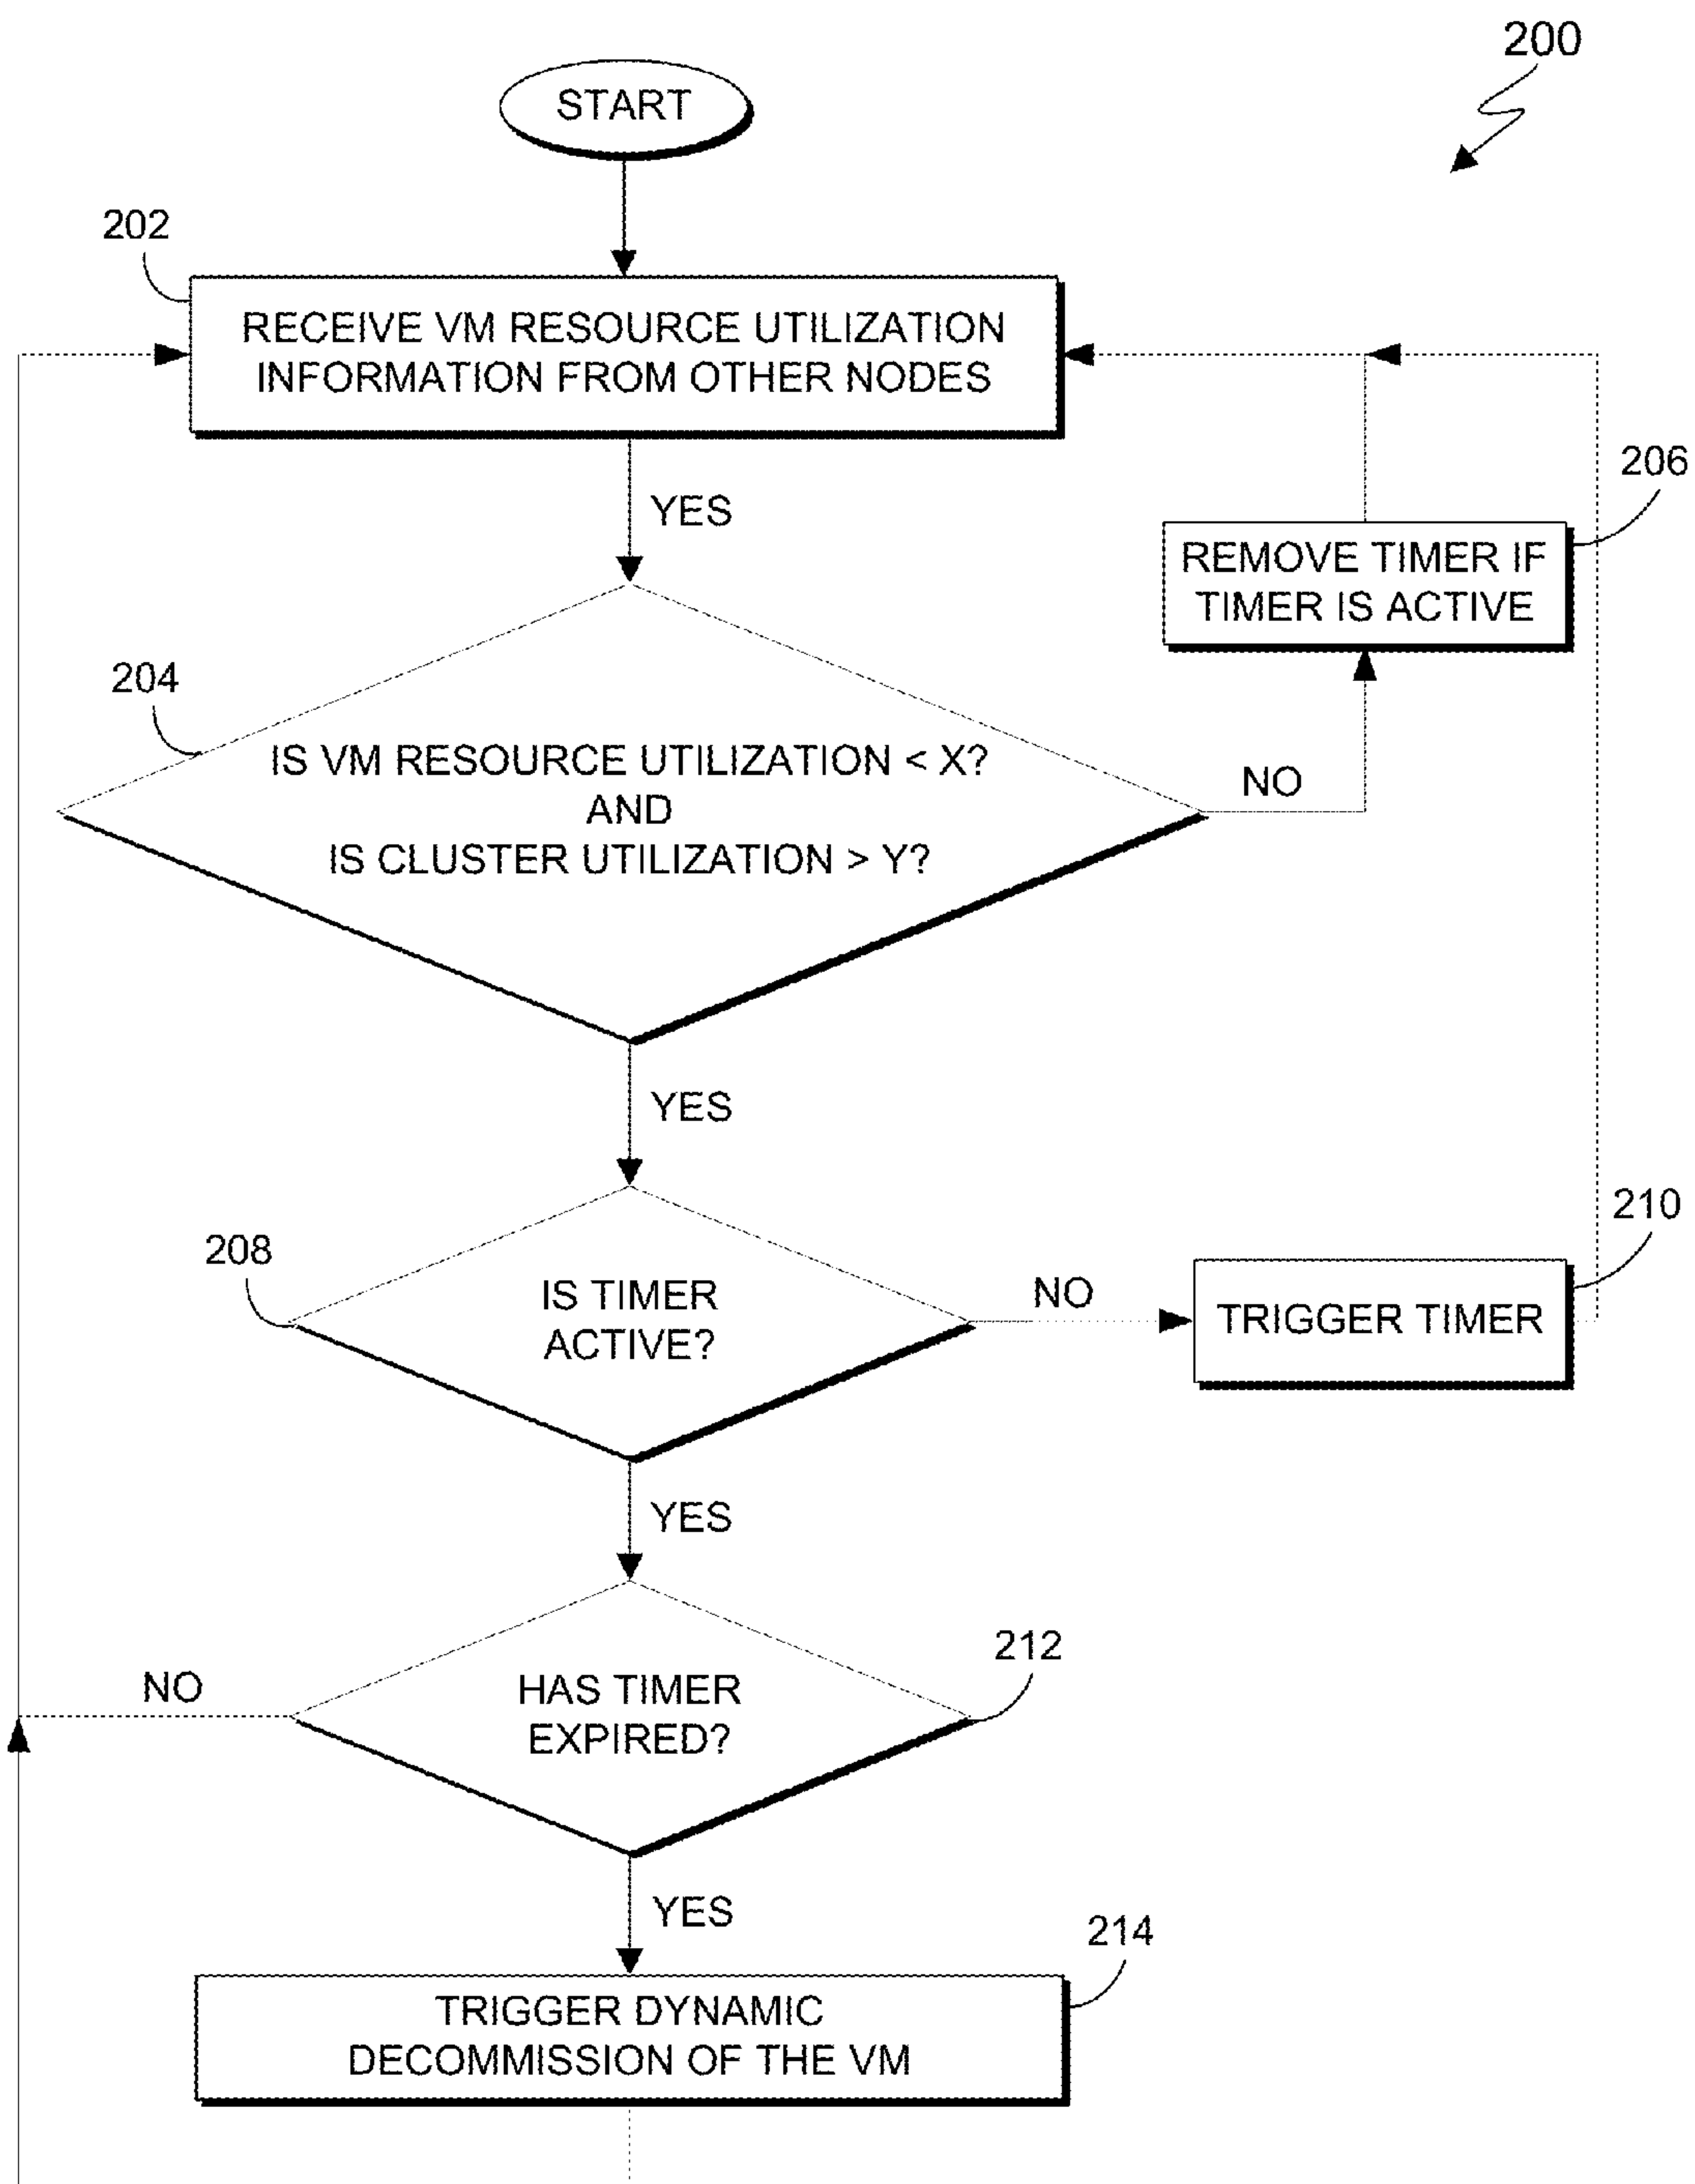 200
START
202
RECEIVE VM RESOURCE UTILIZATION
INFORMATION FROM OTHER NODES
206
YES
REMOVE TIMER IF
TIMER IS ACTIVE
204
IS VM RESOURCE UTILIZATION < X?
AND
IS CLUSTER UTILIZATION > Y?
NO
YES
208
IS TIMER
ACTIVE?
NO
210
TRIGGER TIMER
YES
212
HAS TIMER
EXPIRED?
NO
YES
214
TRIGGER DYNAMIC
DECOMMISSION OF THE VM